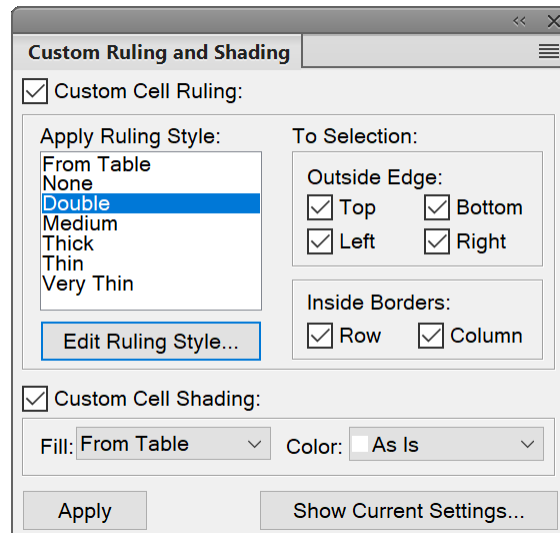 Custom Ruling and Shading
Custom Cell Ruling:
Apply Ruling Style:
From Table
None
Double
Medium
Thick
Thin
Very Thin
Edit Ruling Style...
To Selection:
Outside Edge:
Top Bottom
Left Right
Inside Borders:
Row Column
Custom Cell Shading:
Fill: From Table Color: As Is
Apply Show Current Settings...